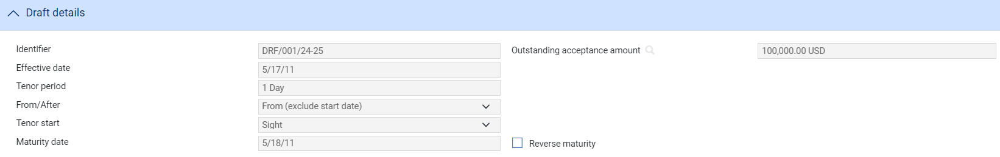 Draft details
Identifier DRF/001/24-25 Outstanding acceptance amount 100,000.00 USD
Effective date 5/17/11
Tenor period 1 Day
From/After From (exclude start date)
Tenor start Sight
Maturity date 5/18/11 Reverse maturity